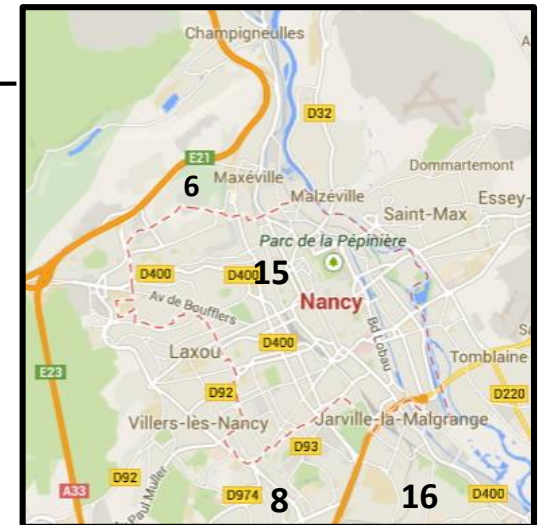 Champigneulles
A
D32
E21
Dommartemont
6
Maxéville
Malzéville
Essey-
Saint-Max
Parc de la Pépinière
D400
D400
15
Nancy
Av de Boufflers
Bd Lobau
D400
Laxou
Tomblaine
E23
D92
D220
Villers-lès-Nancy
Jarville-la-Malgrange
D93
D92
Paul Muller
A33
D974
8
16
D400